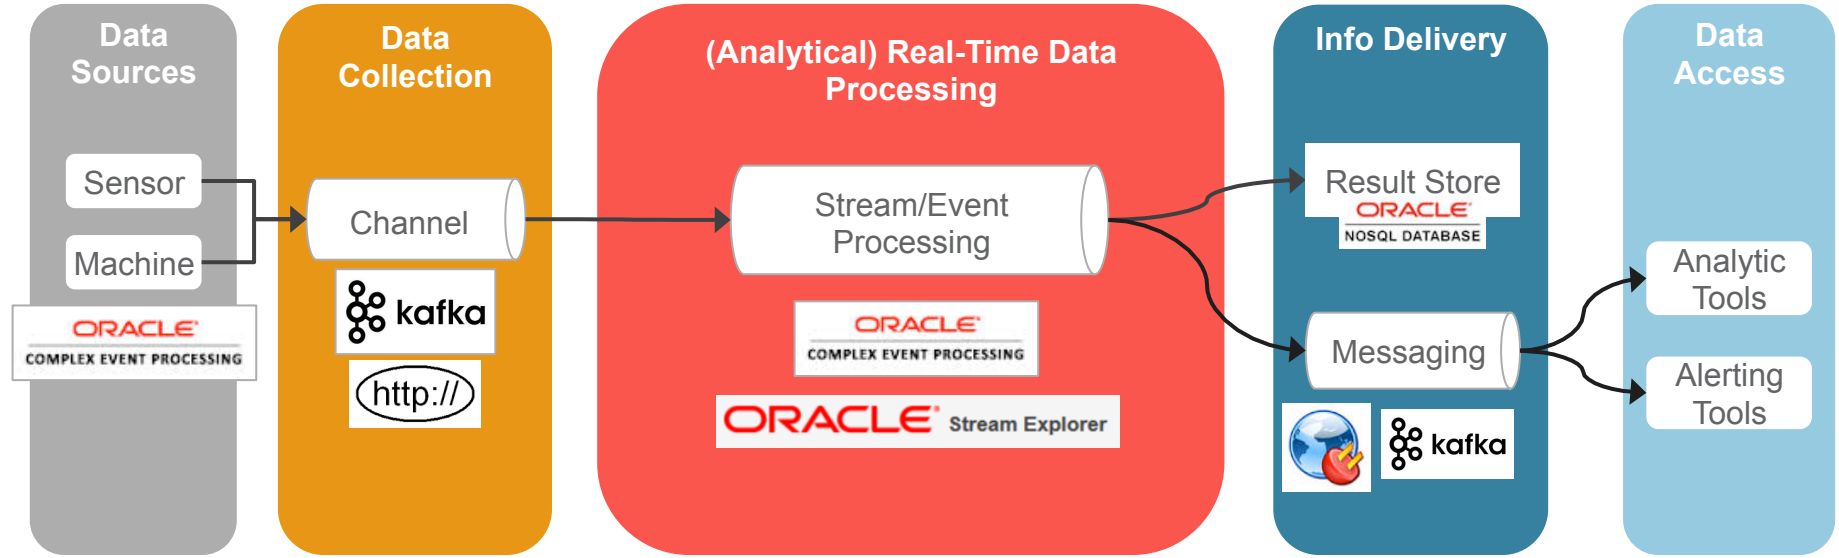 Data
Sources
Sensor
Machine
ORACLE
COMPLEX EVENT PROCESSING
Data
Collection
Channel
kafka
http://
(Analytical) Real-Time Data
Processing
Stream/Event
Processing
ORACLE
COMPLEX EVENT PROCESSING
ORACLE Stream Explorer
Info Delivery
Result Store
ORACLE
NOSQL DATABASE
Messaging
kafka
Data
Access
Analytic
Tools
Alerting
Tools